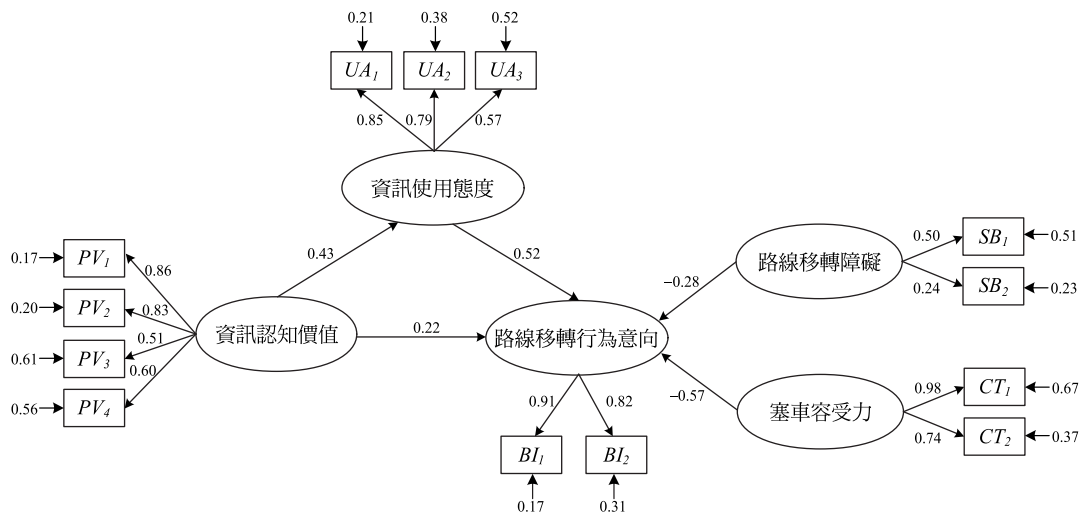 0.21 0.38 0.52
UA1 UA2 UA3
0.85 0.79 0.57
資訊使用態度
0.43 0.52
0.17 PV1 0.86
0.20 PV2 0.83
0.61 PV3 0.51
0.56 PV4 0.60
資訊認知價值
0.22
路線移轉行為意向
0.91 0.82
BI1 BI2
0.17 0.31
−0.28
路線移轉障礙
0.50 SB1 0.51
0.24 SB2 0.23
−0.57
塞車容受力
0.98 CT1 0.67
0.74 CT2 0.37